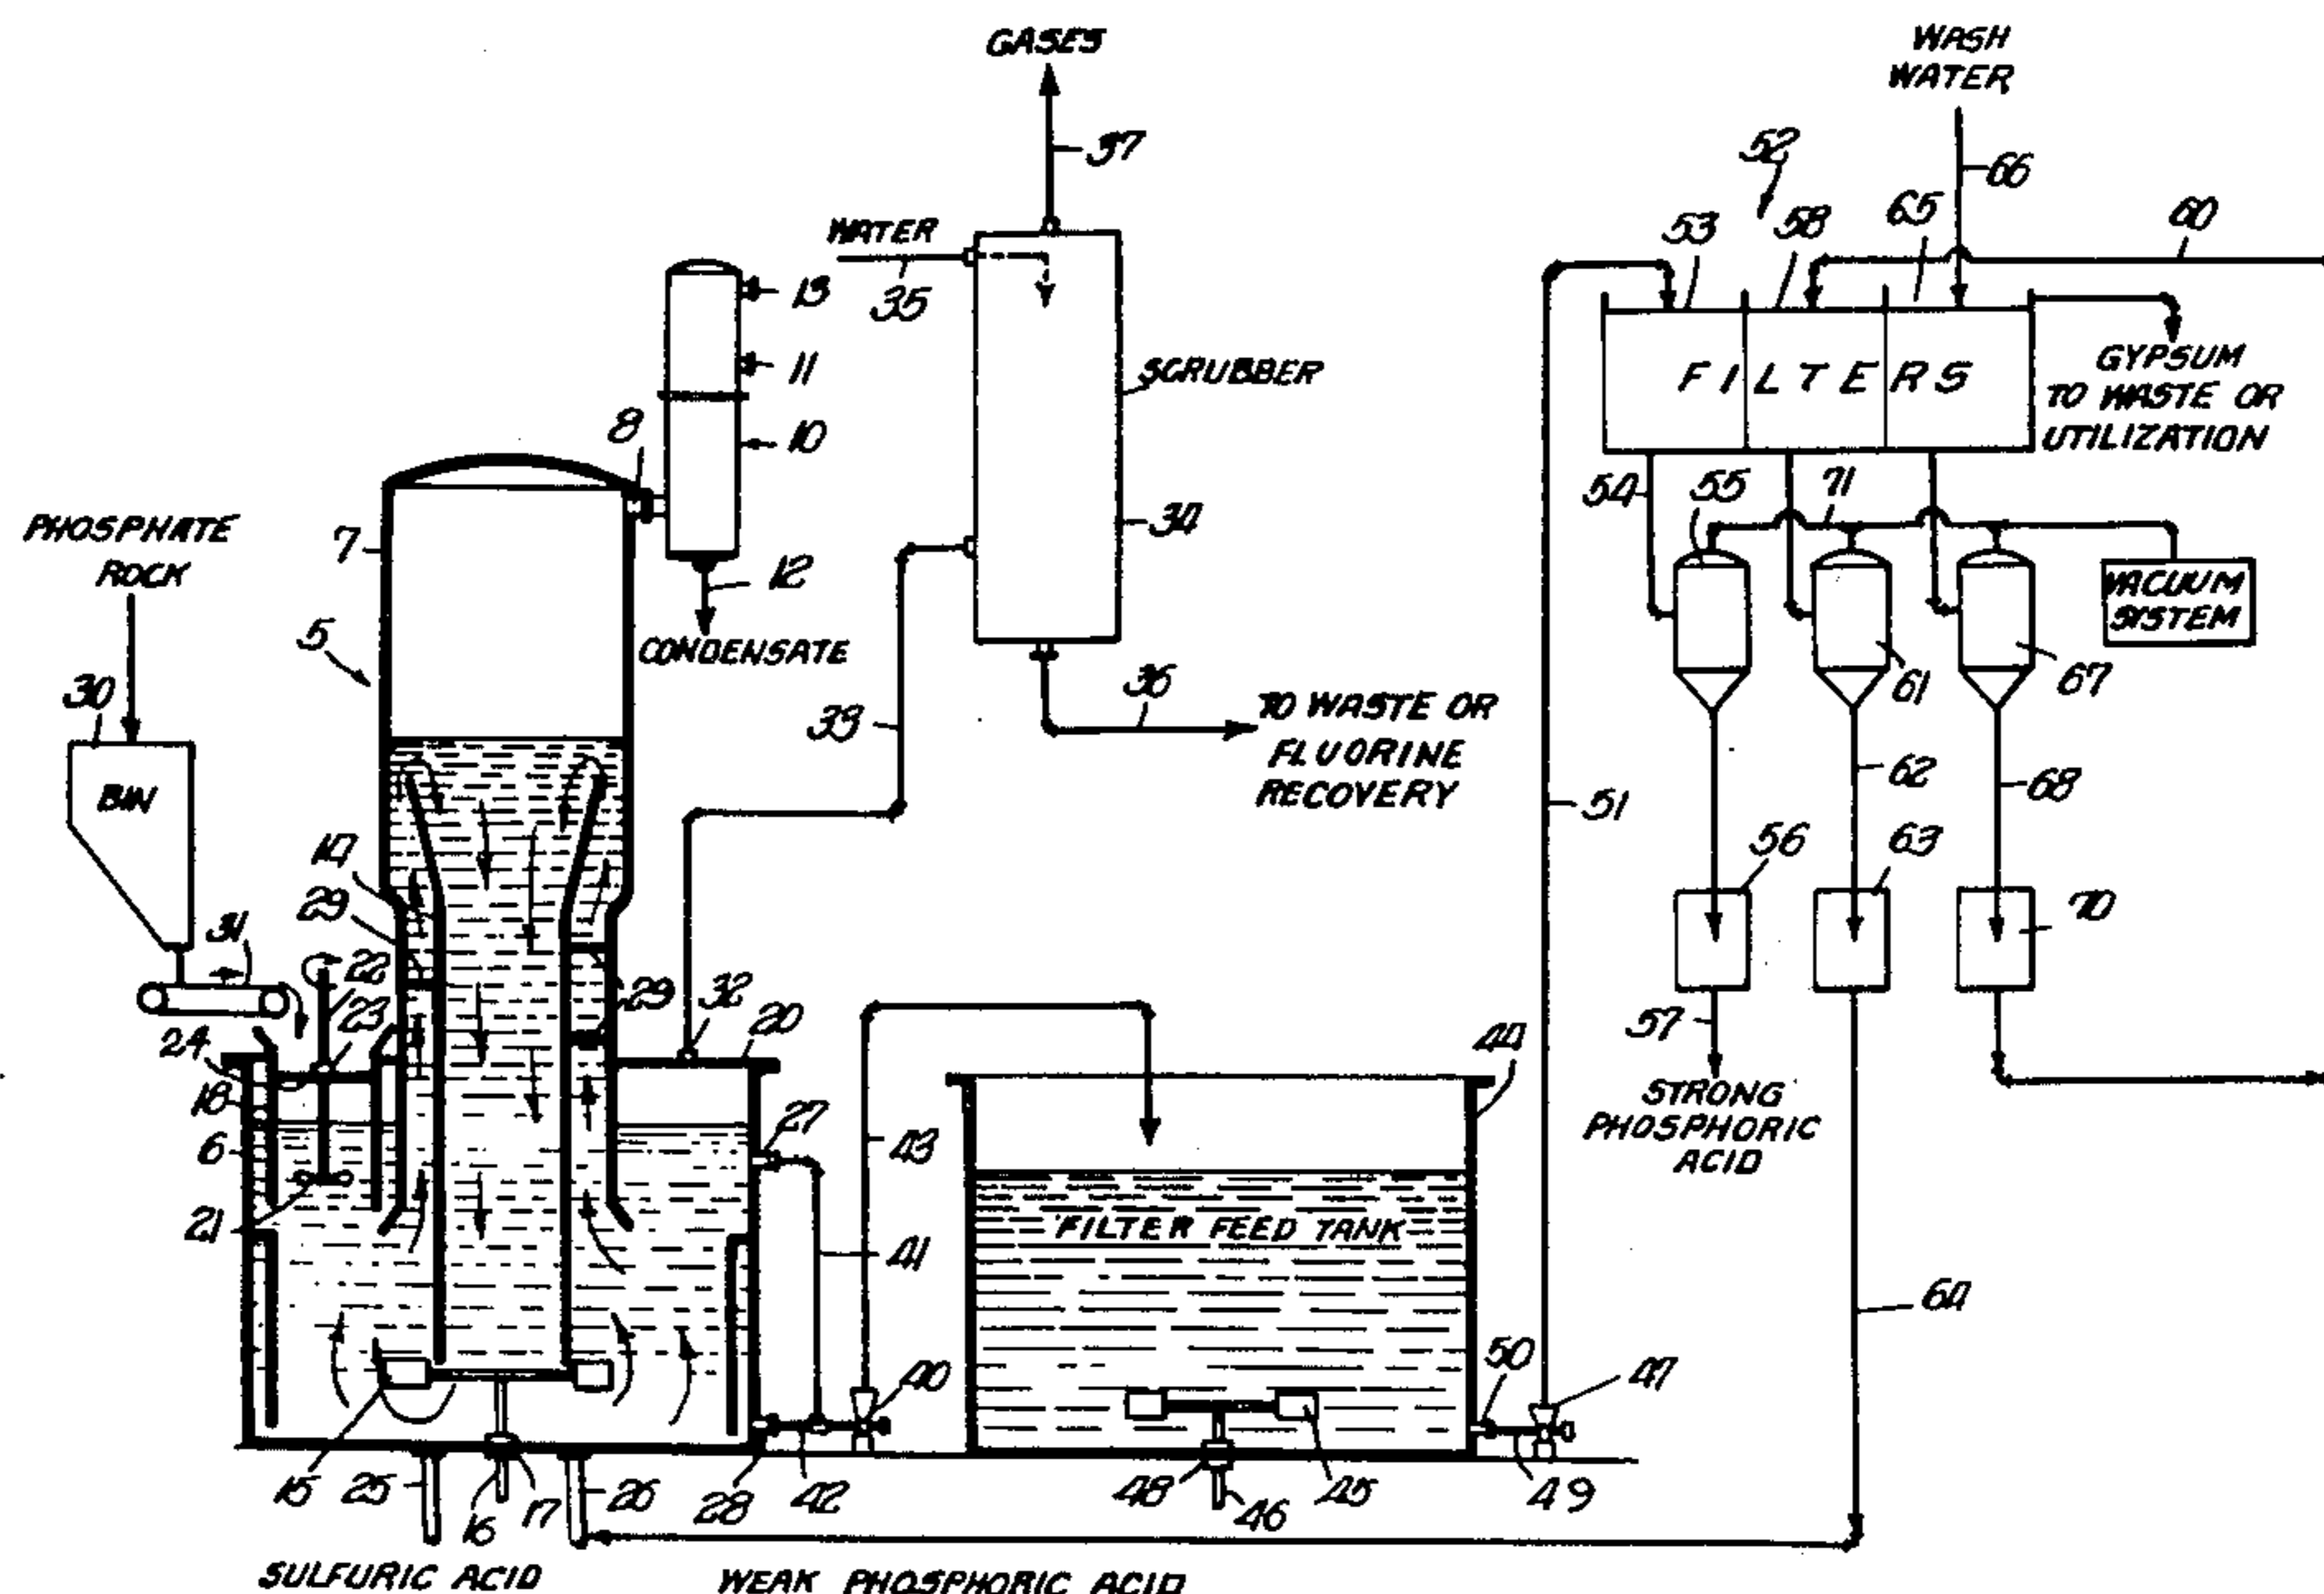 GASES
37
WASH
WATER
52
66
WATER
35
53
58
65
60
13
11
10
8
SCRUBBER
34
FILTERS
GYPSUM
TO WASTE OR
UTILIZATION
54
55
71
VACUUM
SYSTEM
PHOSPHATE
ROCK
7
12
CONDENSATE
5
30
BIN
33
36
TO WASTE OR
FLUORINE
RECOVERY
61
67
62
68
51
14
29
31
22
23
29
32
20
56
63
70
24
18
6
21
27
43
44
57
STRONG
PHOSPHORIC
ACID
FILTER FEED TANK
41
64
40
50
47
15
25
16
17
26
28
42
48
46
45
49
SULFURIC ACID
WEAK PHOSPHORIC ACID